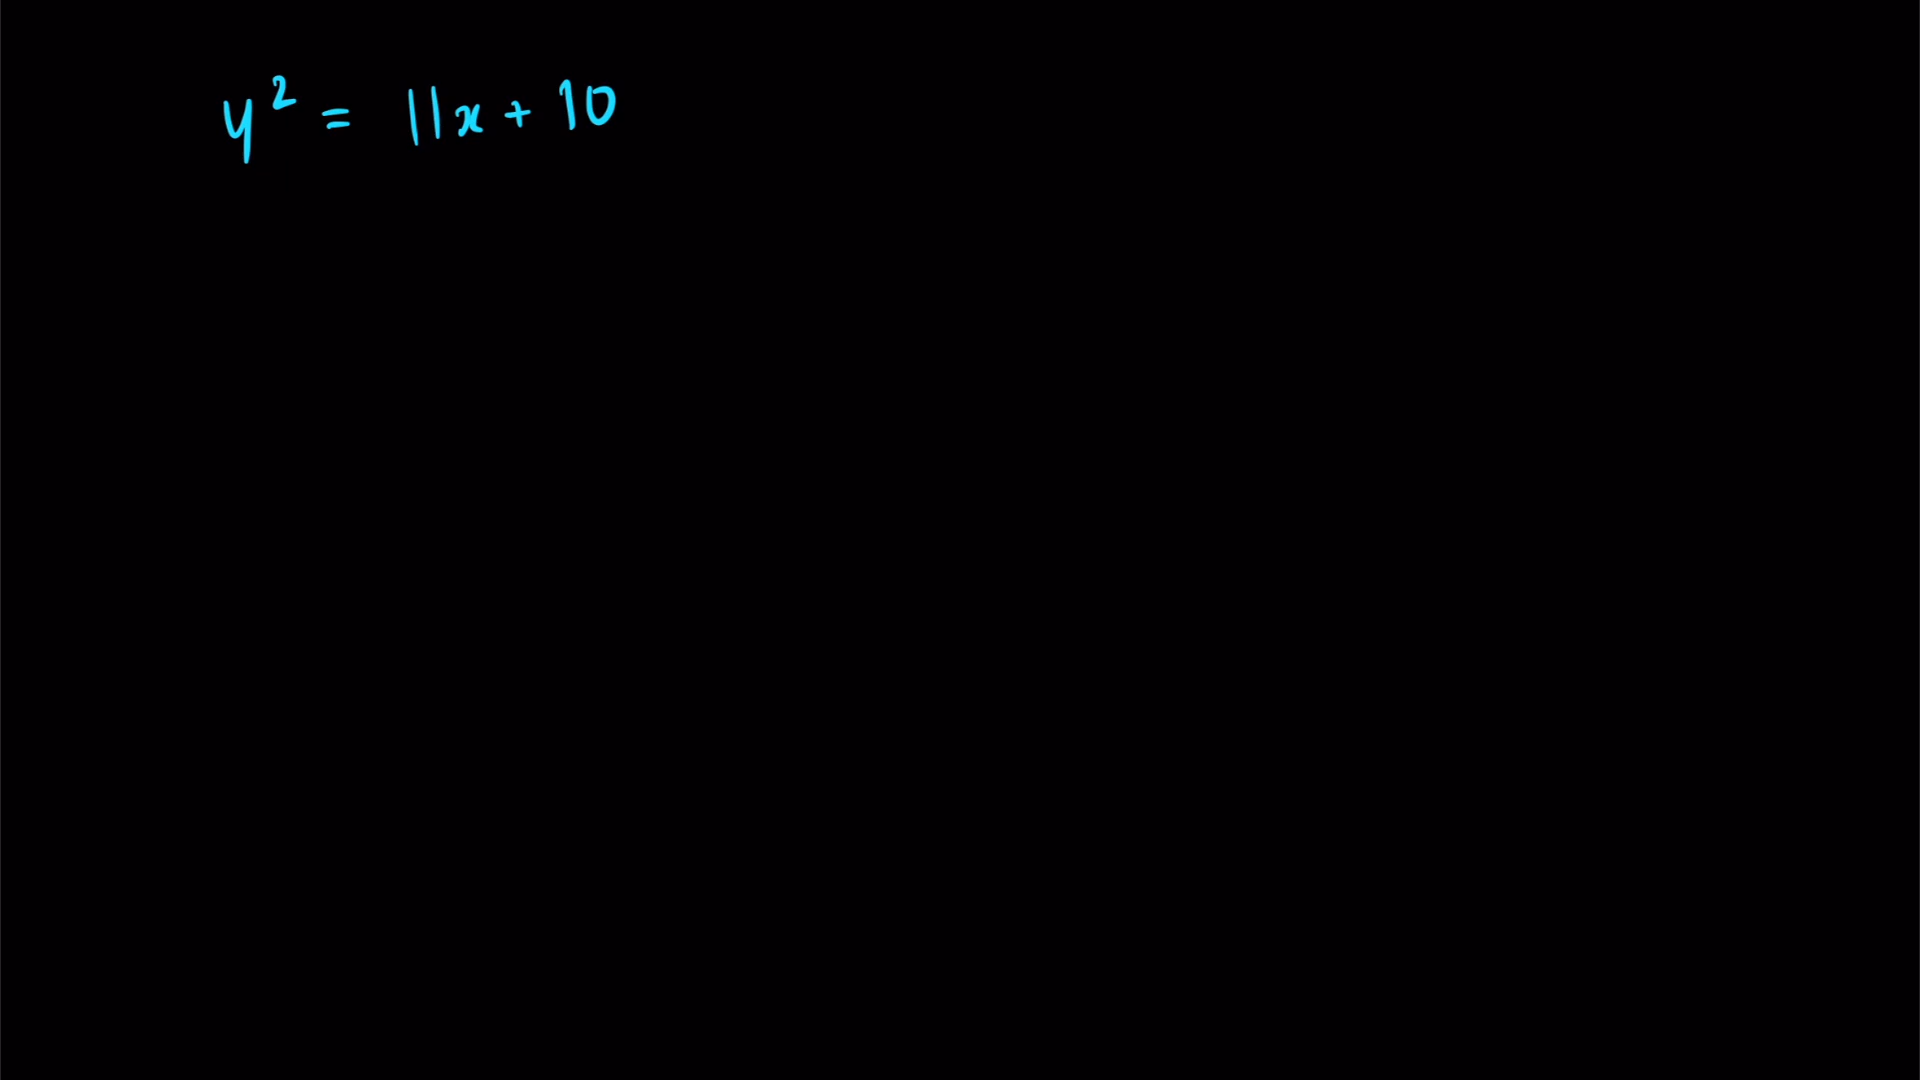 y² = 11x + 10